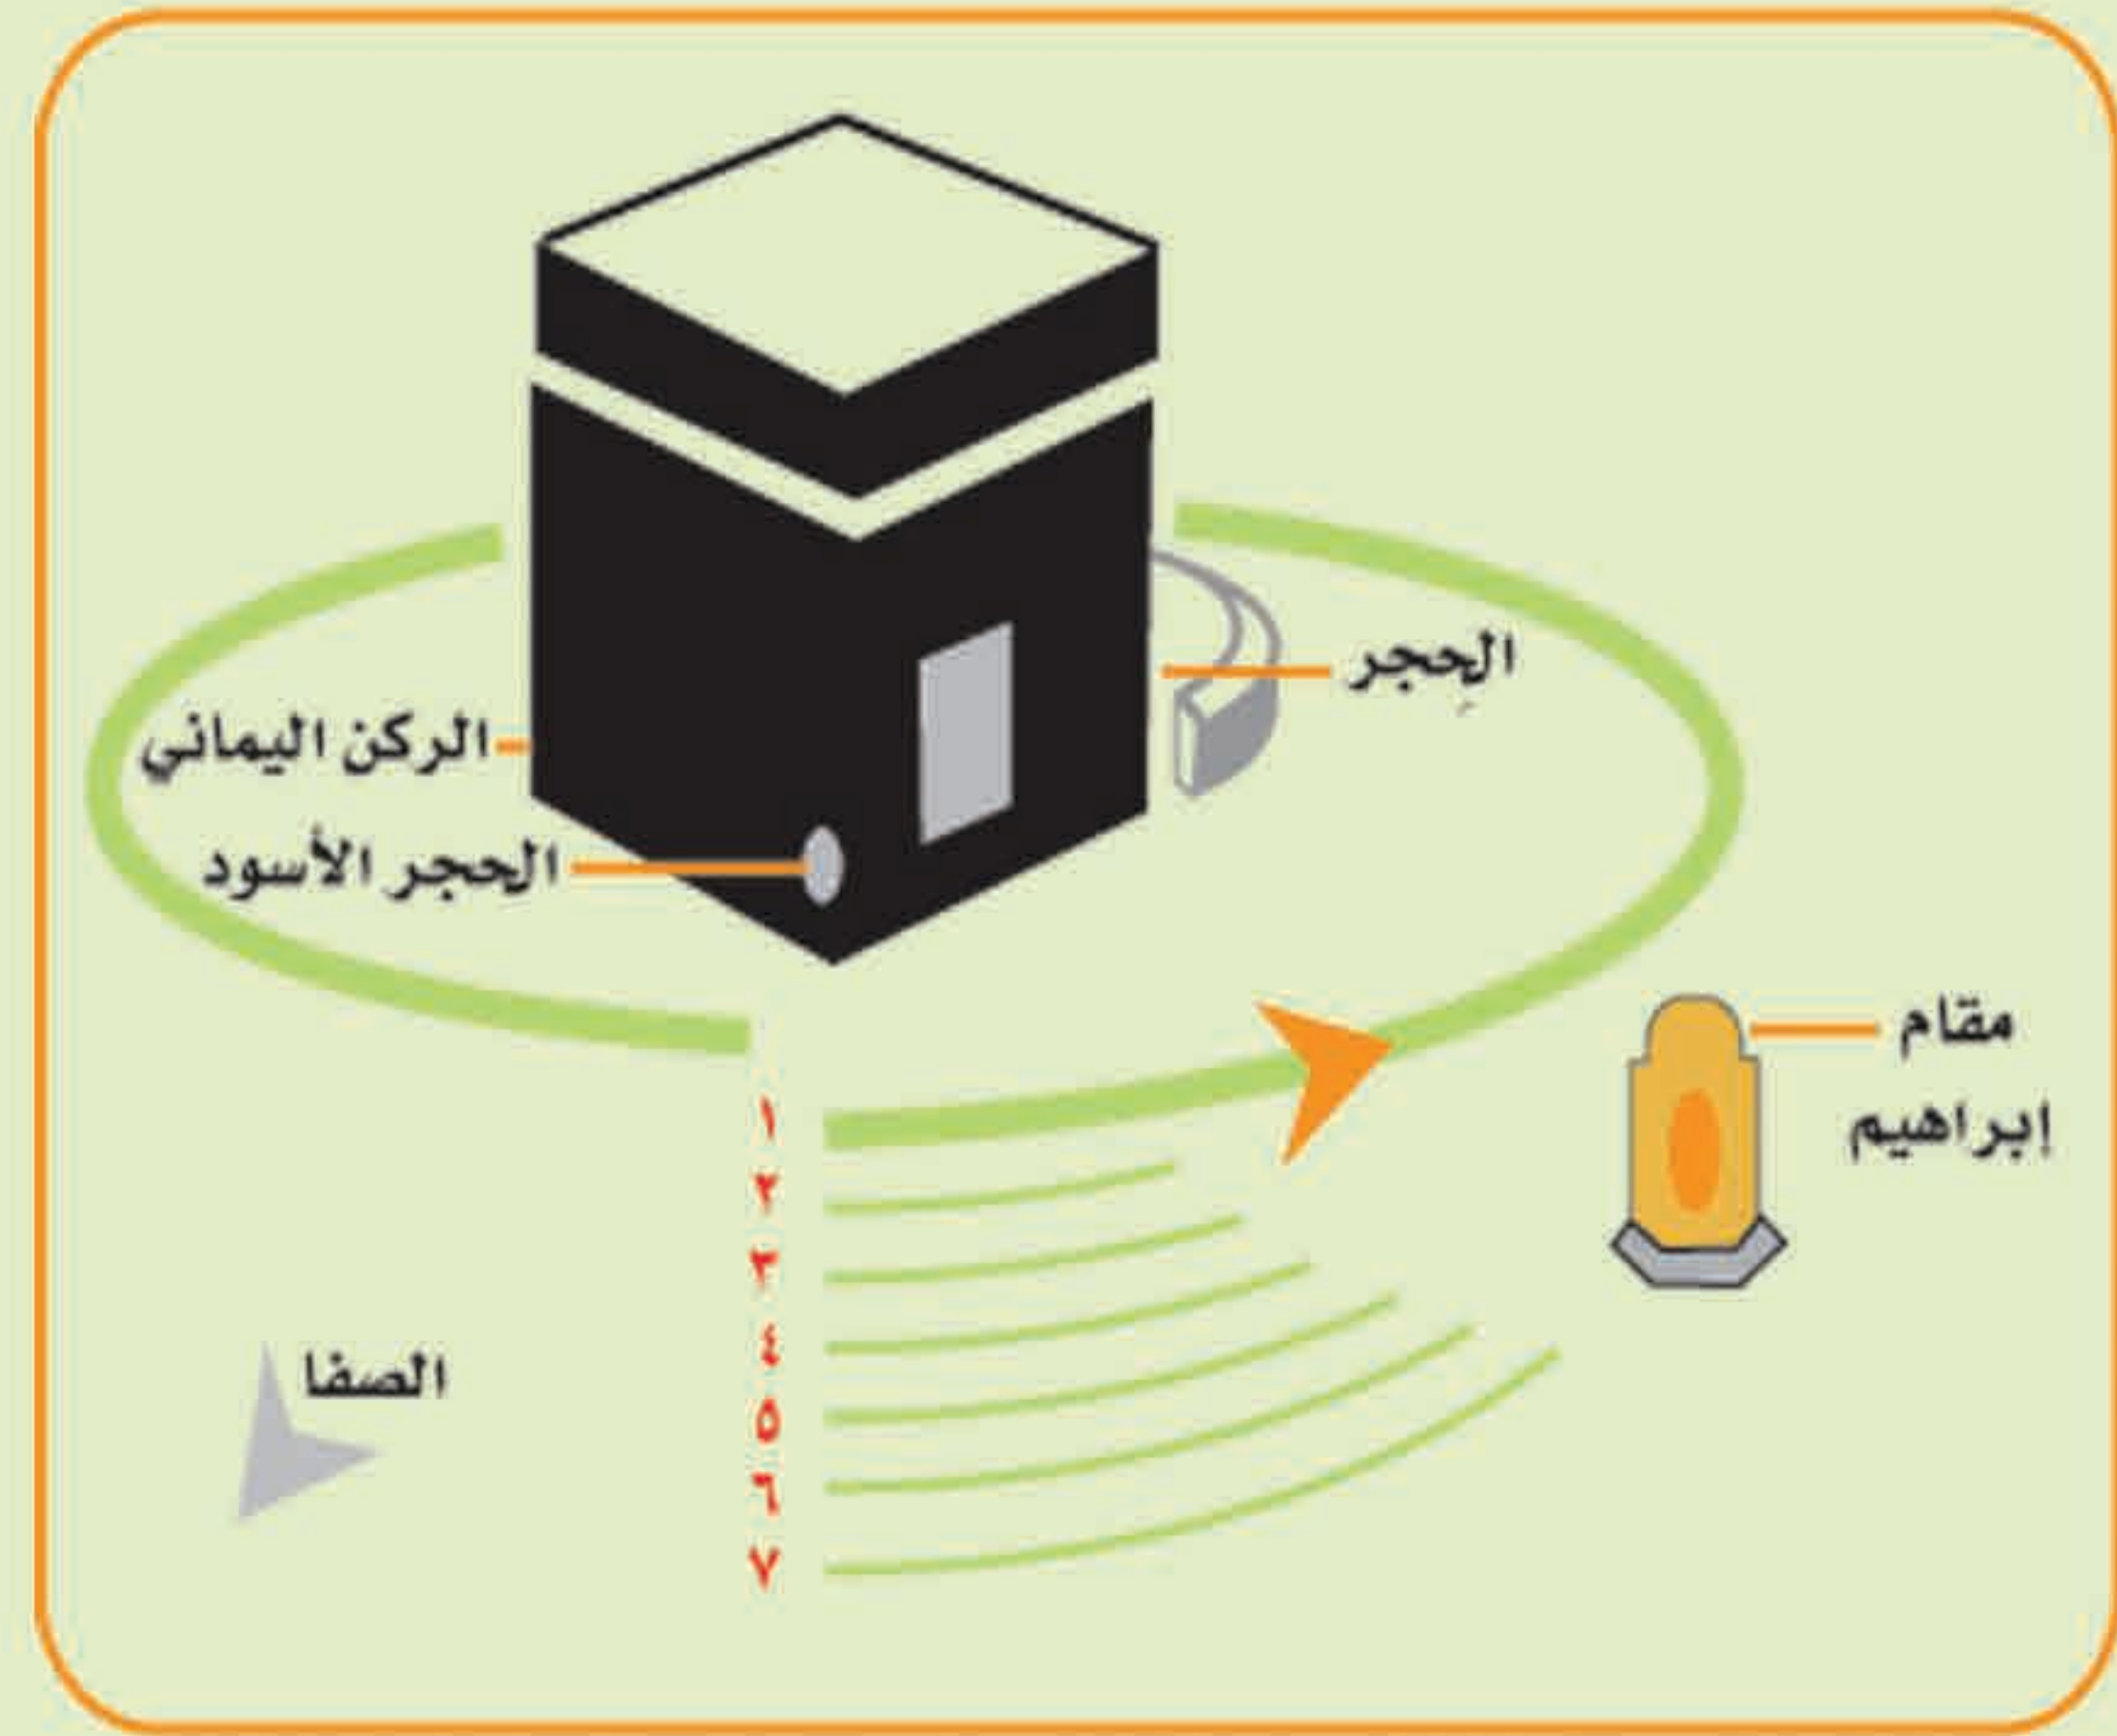 الحِجر
الركن اليماني
الحجر الأسود
مقام
إبراهيم
١
٢
٣
٤
٥
٦
٧
الصفا